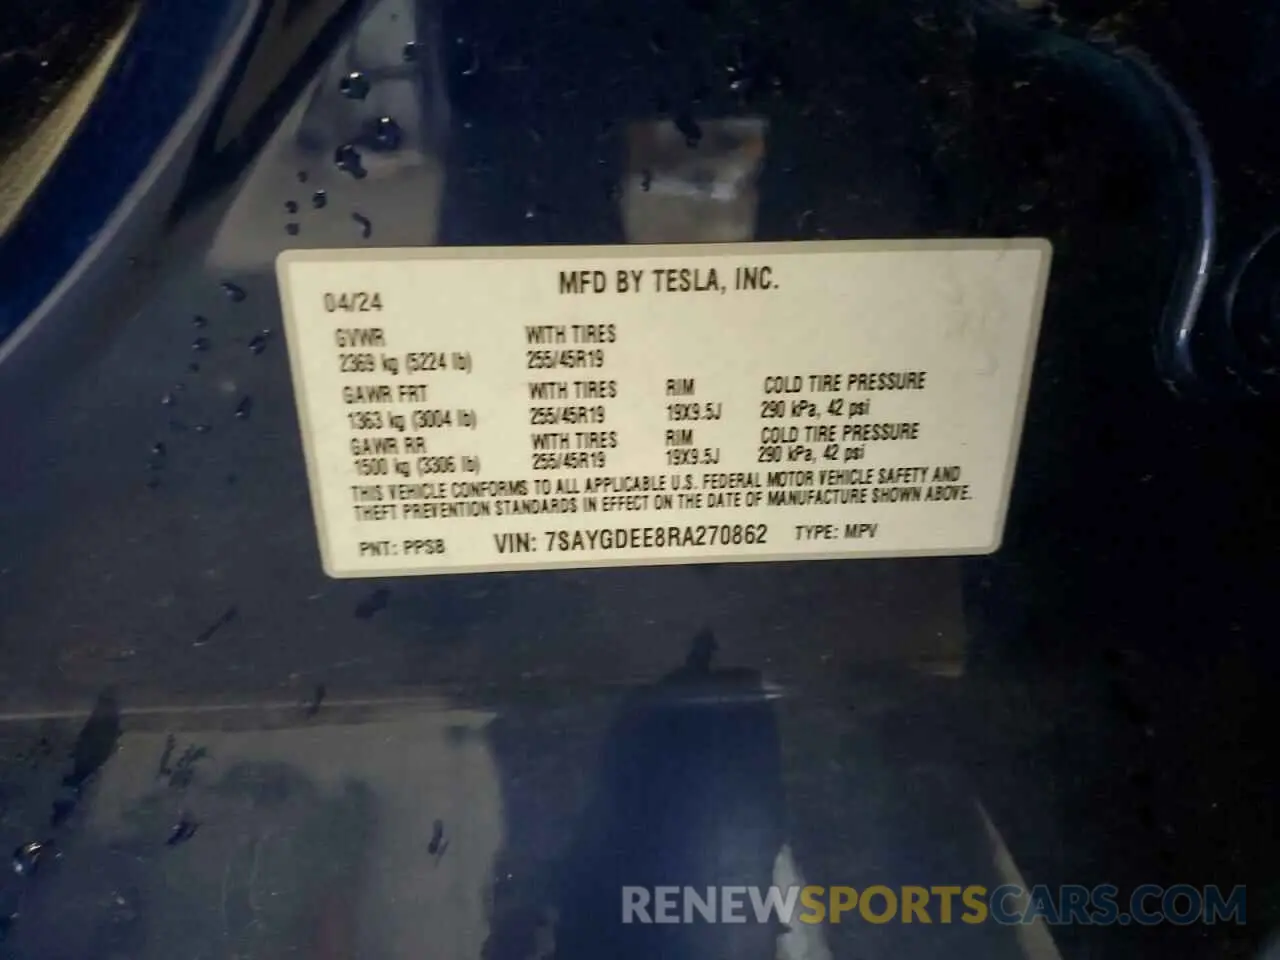 MFD BY TESLA, INC.
04/24
GVWR WITH TIRES
2369 kg (5224 lb) 255/45R19
GAWR FRT WITH TIRES RIM COLD TIRE PRESSURE
1363 kg (3004 lb) 255/45R19 19X9.5J 290 kPa, 42 psi
GAWR RR WITH TIRES RIM COLD TIRE PRESSURE
1500 kg (3306 lb) 255/45R19 19X9.5J 290 kPa, 42 psi
THIS VEHICLE CONFORMS TO ALL APPLICABLE U.S. FEDERAL MOTOR VEHICLE SAFETY AND
THEFT PREVENTION STANDARDS IN EFFECT ON THE DATE OF MANUFACTURE SHOWN ABOVE.
PNT: PPSB VIN: 7SAYGDEE8RA270862 TYPE: MPV
RENEWSPORTSCARS.COM